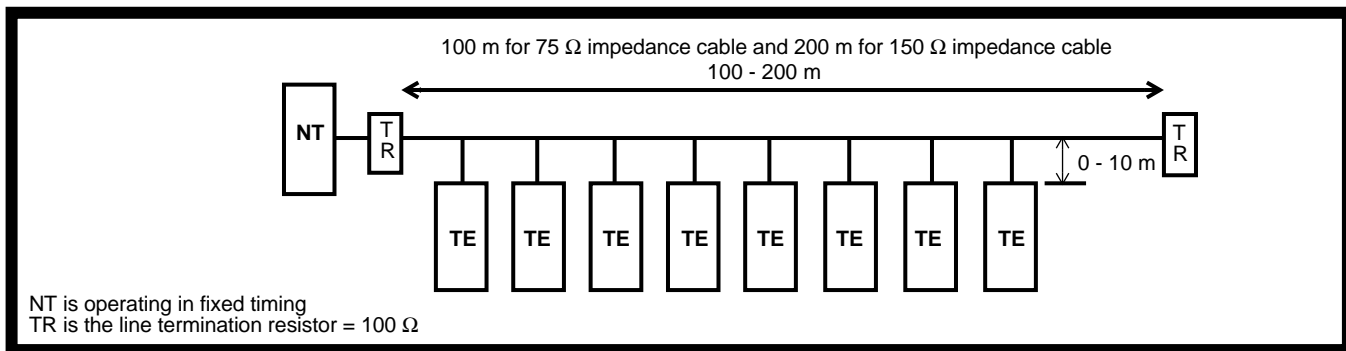 100 m for 75 Ω impedance cable and 200 m for 150 Ω impedance cable
100 - 200 m
NT
T
R
T
R
0 - 10 m
TE
TE
TE
TE
TE
TE
TE
TE
NT is operating in fixed timing
TR is the line termination resistor = 100 Ω